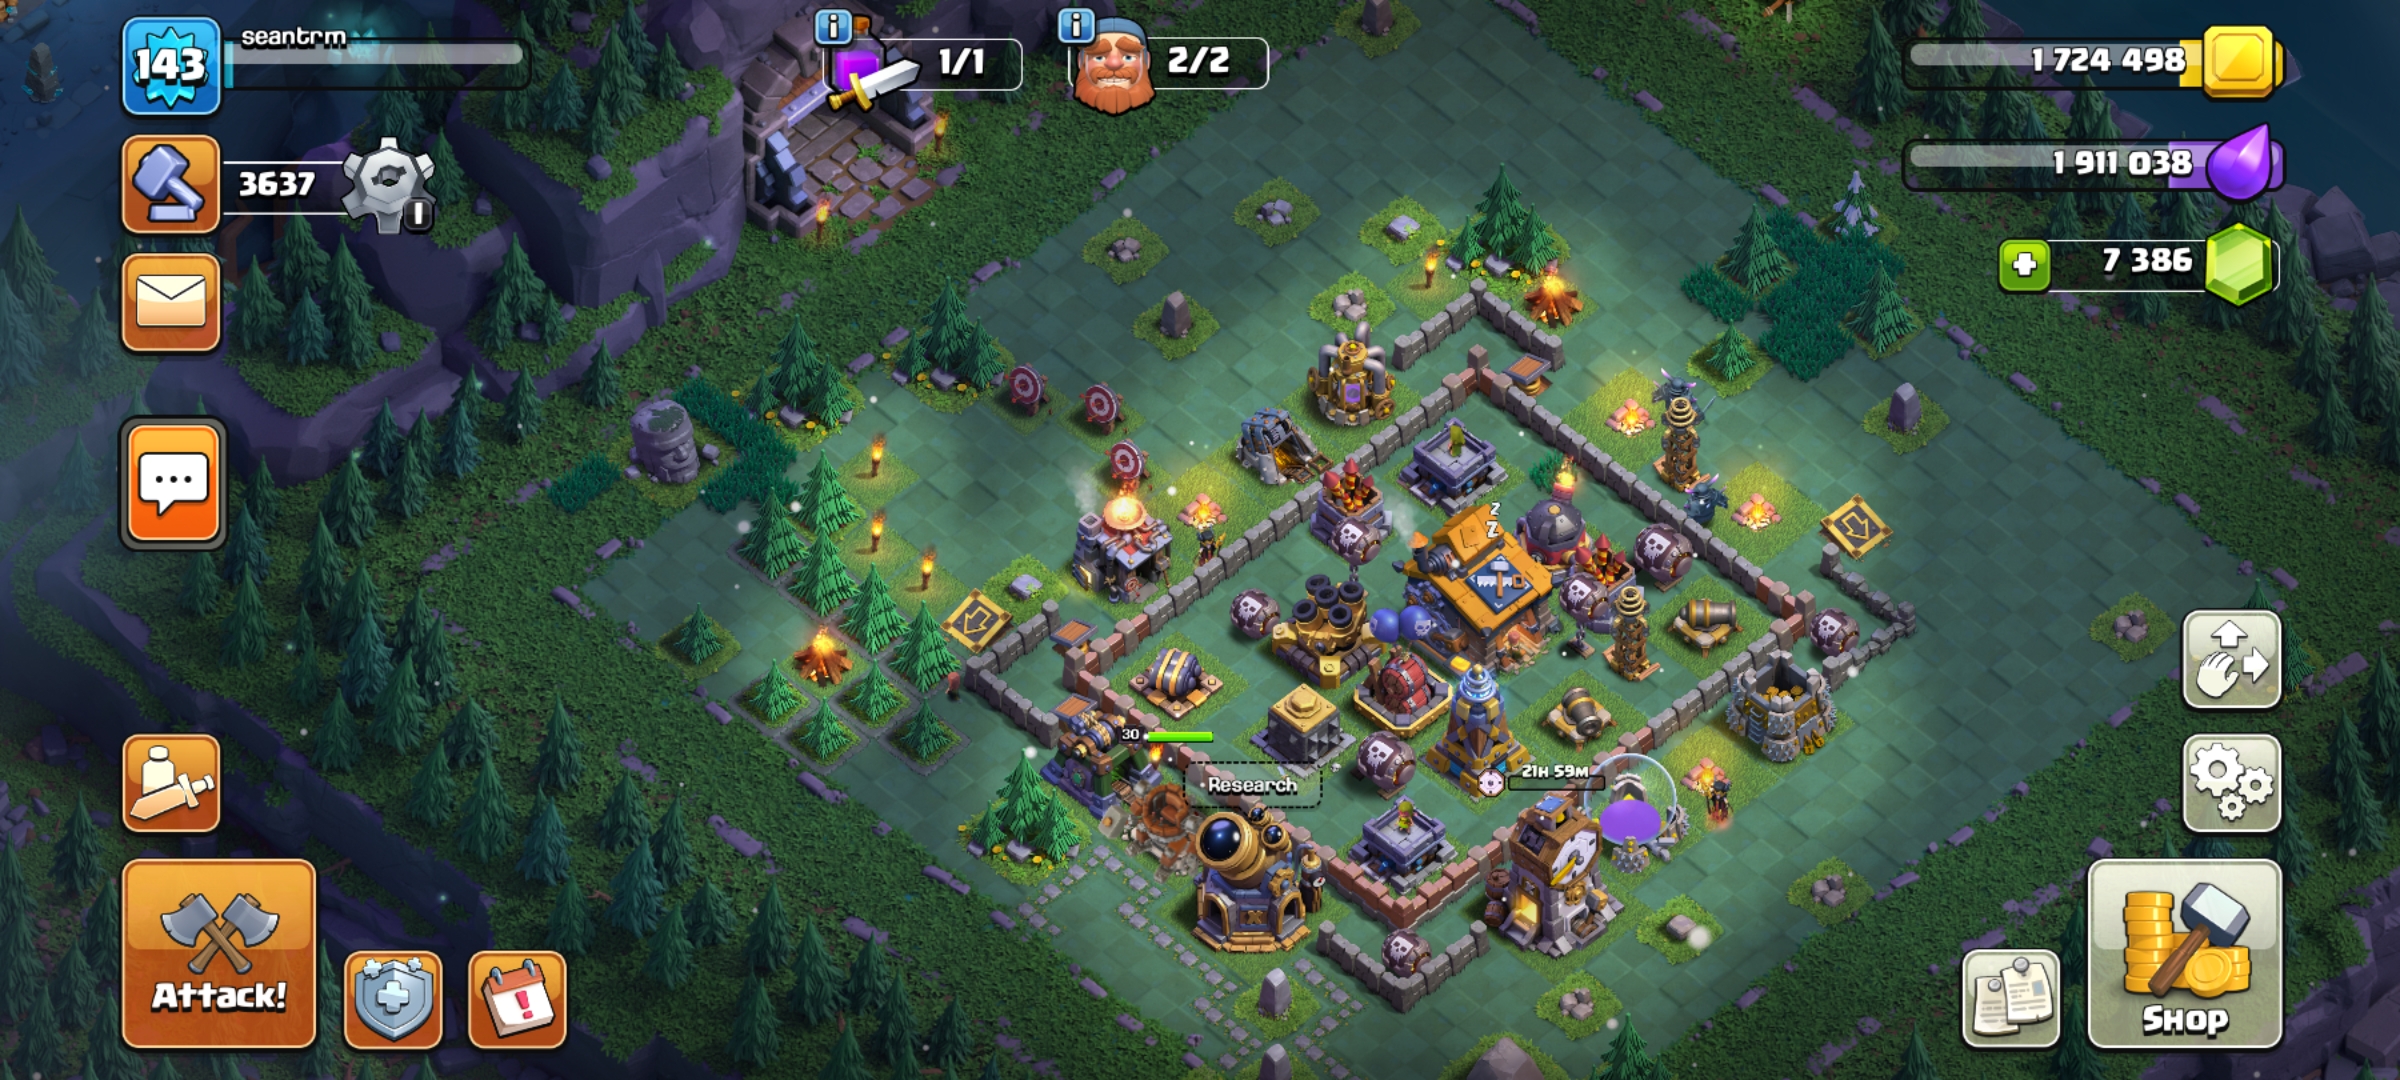 143
seantrm
1/1
2/2
1 724 498
3637
I
1 911 038
7 386
z
z
30
Research
21H 59M
Attack!
Shop